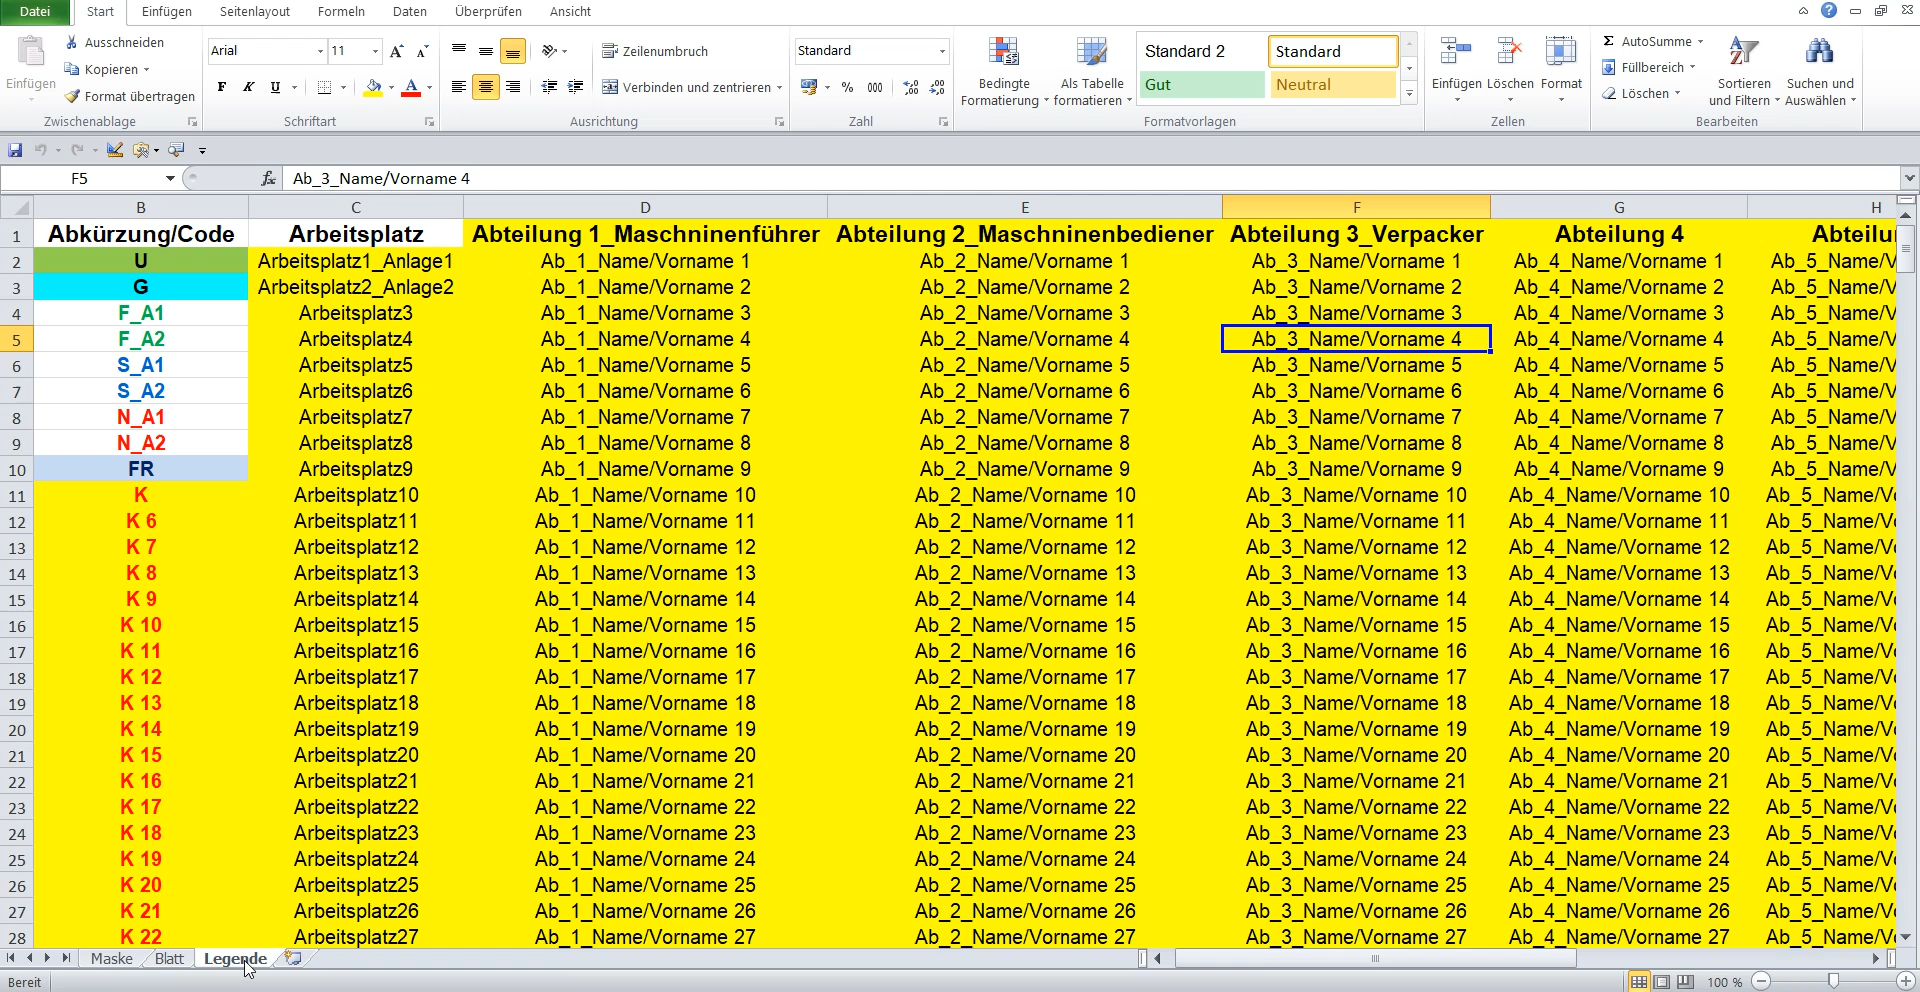 Datei Start Einfügen Seitenlayout Formeln Daten Überprüfen Ansicht
Einfügen
Ausschneiden
Kopieren
Format übertragen
Zwischenablage
Arial 11
F K U
Schriftart
Zeilenumbruch
Verbinden und zentrieren
Ausrichtung
Standard
% 000
Zahl
Bedingte Formatierung
Als Tabelle formatieren
Standard 2 Standard
Gut Neutral
Formatvorlagen
Einfügen Löschen Format
Zellen
AutoSumme
Füllbereich
Löschen
Sortieren und Filtern
Suchen und Auswählen
Bearbeiten
F5 fx Ab_3_Name/Vorname 4
B C D E F G H
1 Abkürzung/Code Arbeitsplatz Abteilung 1_Maschninenführer Abteilung 2_Maschninenbediener Abteilung 3_Verpacker Abteilung 4 Abteilu
2 U Arbeitsplatz1_Anlage1 Ab_1_Name/Vorname 1 Ab_2_Name/Vorname 1 Ab_3_Name/Vorname 1 Ab_4_Name/Vorname 1 Ab_5_Name/V
3 G Arbeitsplatz2_Anlage2 Ab_1_Name/Vorname 2 Ab_2_Name/Vorname 2 Ab_3_Name/Vorname 2 Ab_4_Name/Vorname 2 Ab_5_Name/V
4 F_A1 Arbeitsplatz3 Ab_1_Name/Vorname 3 Ab_2_Name/Vorname 3 Ab_3_Name/Vorname 3 Ab_4_Name/Vorname 3 Ab_5_Name/V
5 F_A2 Arbeitsplatz4 Ab_1_Name/Vorname 4 Ab_2_Name/Vorname 4 Ab_3_Name/Vorname 4 Ab_4_Name/Vorname 4 Ab_5_Name/V
6 S_A1 Arbeitsplatz5 Ab_1_Name/Vorname 5 Ab_2_Name/Vorname 5 Ab_3_Name/Vorname 5 Ab_4_Name/Vorname 5 Ab_5_Name/V
7 S_A2 Arbeitsplatz6 Ab_1_Name/Vorname 6 Ab_2_Name/Vorname 6 Ab_3_Name/Vorname 6 Ab_4_Name/Vorname 6 Ab_5_Name/V
8 N_A1 Arbeitsplatz7 Ab_1_Name/Vorname 7 Ab_2_Name/Vorname 7 Ab_3_Name/Vorname 7 Ab_4_Name/Vorname 7 Ab_5_Name/V
9 N_A2 Arbeitsplatz8 Ab_1_Name/Vorname 8 Ab_2_Name/Vorname 8 Ab_3_Name/Vorname 8 Ab_4_Name/Vorname 8 Ab_5_Name/V
10 FR Arbeitsplatz9 Ab_1_Name/Vorname 9 Ab_2_Name/Vorname 9 Ab_3_Name/Vorname 9 Ab_4_Name/Vorname 9 Ab_5_Name/V
11 K Arbeitsplatz10 Ab_1_Name/Vorname 10 Ab_2_Name/Vorname 10 Ab_3_Name/Vorname 10 Ab_4_Name/Vorname 10 Ab_5_Name/V
12 K 6 Arbeitsplatz11 Ab_1_Name/Vorname 11 Ab_2_Name/Vorname 11 Ab_3_Name/Vorname 11 Ab_4_Name/Vorname 11 Ab_5_Name/V
13 K 7 Arbeitsplatz12 Ab_1_Name/Vorname 12 Ab_2_Name/Vorname 12 Ab_3_Name/Vorname 12 Ab_4_Name/Vorname 12 Ab_5_Name/V
14 K 8 Arbeitsplatz13 Ab_1_Name/Vorname 13 Ab_2_Name/Vorname 13 Ab_3_Name/Vorname 13 Ab_4_Name/Vorname 13 Ab_5_Name/V
15 K 9 Arbeitsplatz14 Ab_1_Name/Vorname 14 Ab_2_Name/Vorname 14 Ab_3_Name/Vorname 14 Ab_4_Name/Vorname 14 Ab_5_Name/V
16 K 10 Arbeitsplatz15 Ab_1_Name/Vorname 15 Ab_2_Name/Vorname 15 Ab_3_Name/Vorname 15 Ab_4_Name/Vorname 15 Ab_5_Name/V
17 K 11 Arbeitsplatz16 Ab_1_Name/Vorname 16 Ab_2_Name/Vorname 16 Ab_3_Name/Vorname 16 Ab_4_Name/Vorname 16 Ab_5_Name/V
18 K 12 Arbeitsplatz17 Ab_1_Name/Vorname 17 Ab_2_Name/Vorname 17 Ab_3_Name/Vorname 17 Ab_4_Name/Vorname 17 Ab_5_Name/V
19 K 13 Arbeitsplatz18 Ab_1_Name/Vorname 18 Ab_2_Name/Vorname 18 Ab_3_Name/Vorname 18 Ab_4_Name/Vorname 18 Ab_5_Name/V
20 K 14 Arbeitsplatz19 Ab_1_Name/Vorname 19 Ab_2_Name/Vorname 19 Ab_3_Name/Vorname 19 Ab_4_Name/Vorname 19 Ab_5_Name/V
21 K 15 Arbeitsplatz20 Ab_1_Name/Vorname 20 Ab_2_Name/Vorname 20 Ab_3_Name/Vorname 20 Ab_4_Name/Vorname 20 Ab_5_Name/V
22 K 16 Arbeitsplatz21 Ab_1_Name/Vorname 21 Ab_2_Name/Vorname 21 Ab_3_Name/Vorname 21 Ab_4_Name/Vorname 21 Ab_5_Name/V
23 K 17 Arbeitsplatz22 Ab_1_Name/Vorname 22 Ab_2_Name/Vorname 22 Ab_3_Name/Vorname 22 Ab_4_Name/Vorname 22 Ab_5_Name/V
24 K 18 Arbeitsplatz23 Ab_1_Name/Vorname 23 Ab_2_Name/Vorname 23 Ab_3_Name/Vorname 23 Ab_4_Name/Vorname 23 Ab_5_Name/V
25 K 19 Arbeitsplatz24 Ab_1_Name/Vorname 24 Ab_2_Name/Vorname 24 Ab_3_Name/Vorname 24 Ab_4_Name/Vorname 24 Ab_5_Name/V
26 K 20 Arbeitsplatz25 Ab_1_Name/Vorname 25 Ab_2_Name/Vorname 25 Ab_3_Name/Vorname 25 Ab_4_Name/Vorname 25 Ab_5_Name/V
27 K 21 Arbeitsplatz26 Ab_1_Name/Vorname 26 Ab_2_Name/Vorname 26 Ab_3_Name/Vorname 26 Ab_4_Name/Vorname 26 Ab_5_Name/V
28 K 22 Arbeitsplatz27 Ab_1_Name/Vorname 27 Ab_2_Name/Vorname 27 Ab_3_Name/Vorname 27 Ab_4_Name/Vorname 27 Ab_5_Name/V
Maske Blatt Legende
Bereit 100 %